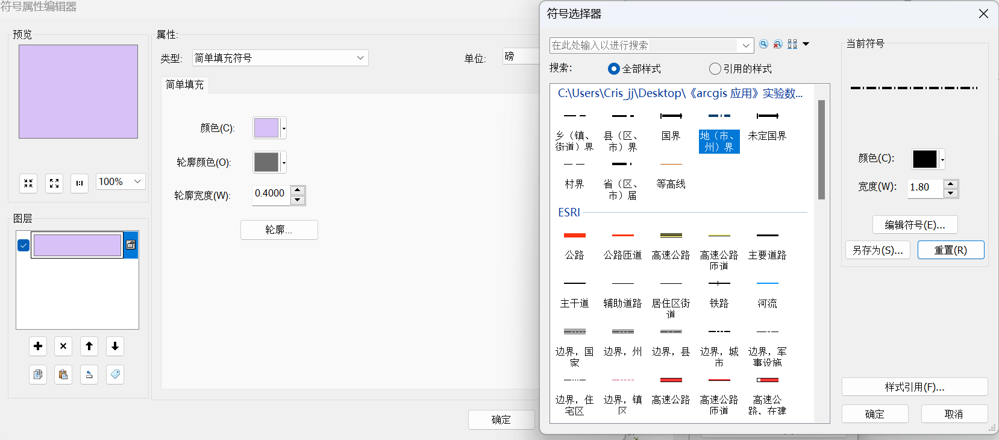 符号属性编辑器
预览
100%
图层
属性:
类型:
简单填充符号
单位:
磅
简单填充
颜色(C):
轮廓颜色(O):
轮廓宽度(W):
0.4000
轮廓...
确定
符号选择器
在此处输入以进行搜索
搜索:
全部样式
引用的样式
C:\Users\Cris_jj\Desktop\《arcgis 应用》实验数...
乡（镇、街道）界
县（区、市）界
国界
地（市、州）界
未定国界
村界
省（区、市）届
等高线
ESRI
公路
公路匝道
高速公路
高速公路匝道
主要道路
主干道
辅助道路
居住区街道
铁路
河流
边界，国家
边界，州
边界，县
边界，城市
边界，军事设施
边界，住宅区
边界，镇区
高速公路
高速公路匝道
高速公路，在建
当前符号
颜色(C):
宽度(W):
1.80
编辑符号(E)...
另存为(S)...
重置(R)
样式引用(F)...
确定
取消